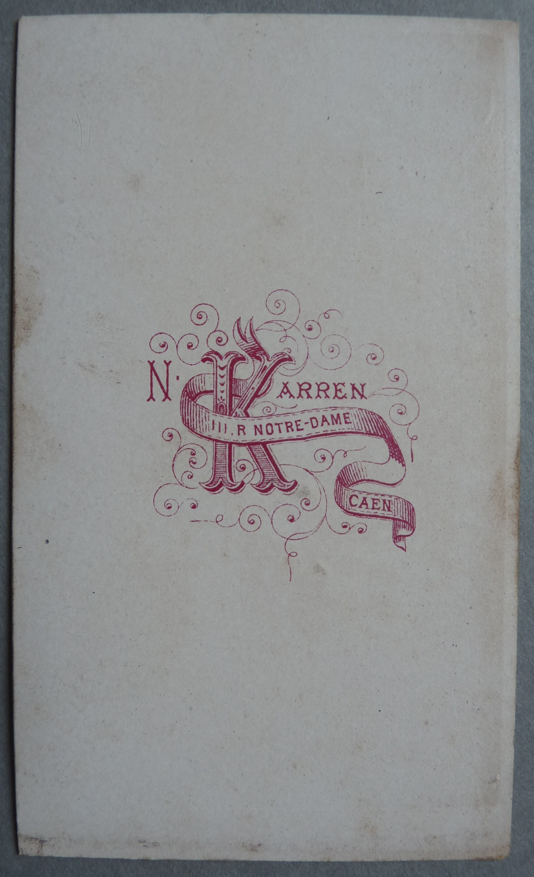 N. KARREN
111. R NOTRE-DAME
CAEN